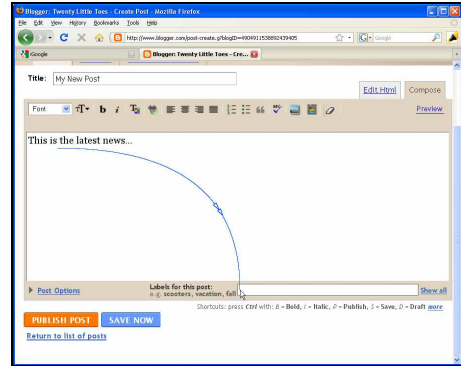 Blogger: Twenty Little Toes - Create Post - Mozilla Firefox
File Edit View History Bookmarks Tools Help
http://www.blogger.com/post-create.g?blogID=4904911538892439405
Google
iGoogle
Blogger: Twenty Little Toes - Cre...
Title: My New Post
Edit Html Compose
Font b i Preview
This is the latest news...
Post Options
Labels for this post:
e.g. scooters, vacation, fall
Show all
Shortcuts: press Ctrl with: B = Bold, I = Italic, P = Publish, S = Save, D = Draft more
PUBLISH POST SAVE NOW
Return to list of posts